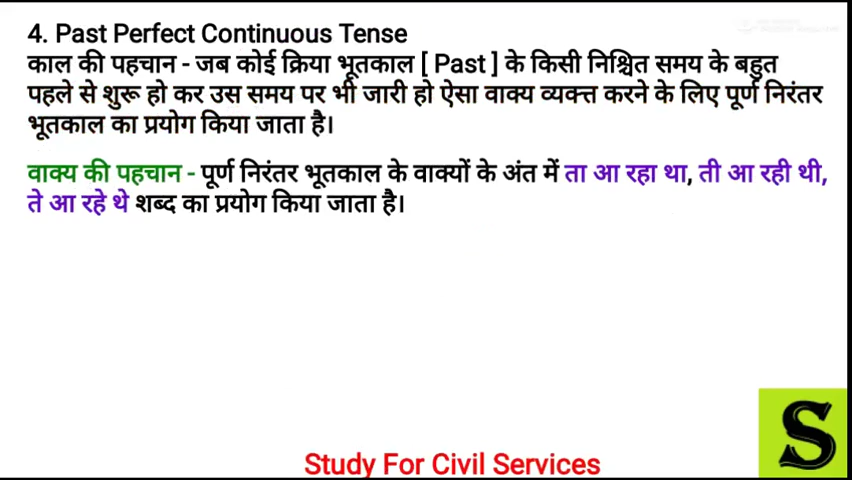 4. Past Perfect Continuous Tense
काल की पहचान - जब कोई क्रिया भूतकाल [ Past ] के किसी निश्चित समय के बहुत
पहले से शुरू हो कर उस समय पर भी जारी हो ऐसा वाक्य व्यक्त करने के लिए पूर्ण निरंतर
भूतकाल का प्रयोग किया जाता है।
वाक्य की पहचान - पूर्ण निरंतर भूतकाल के वाक्यों के अंत में ता आ रहा था, ती आ रही थी,
ते आ रहे थे शब्द का प्रयोग किया जाता है।
S
Study For Civil Services